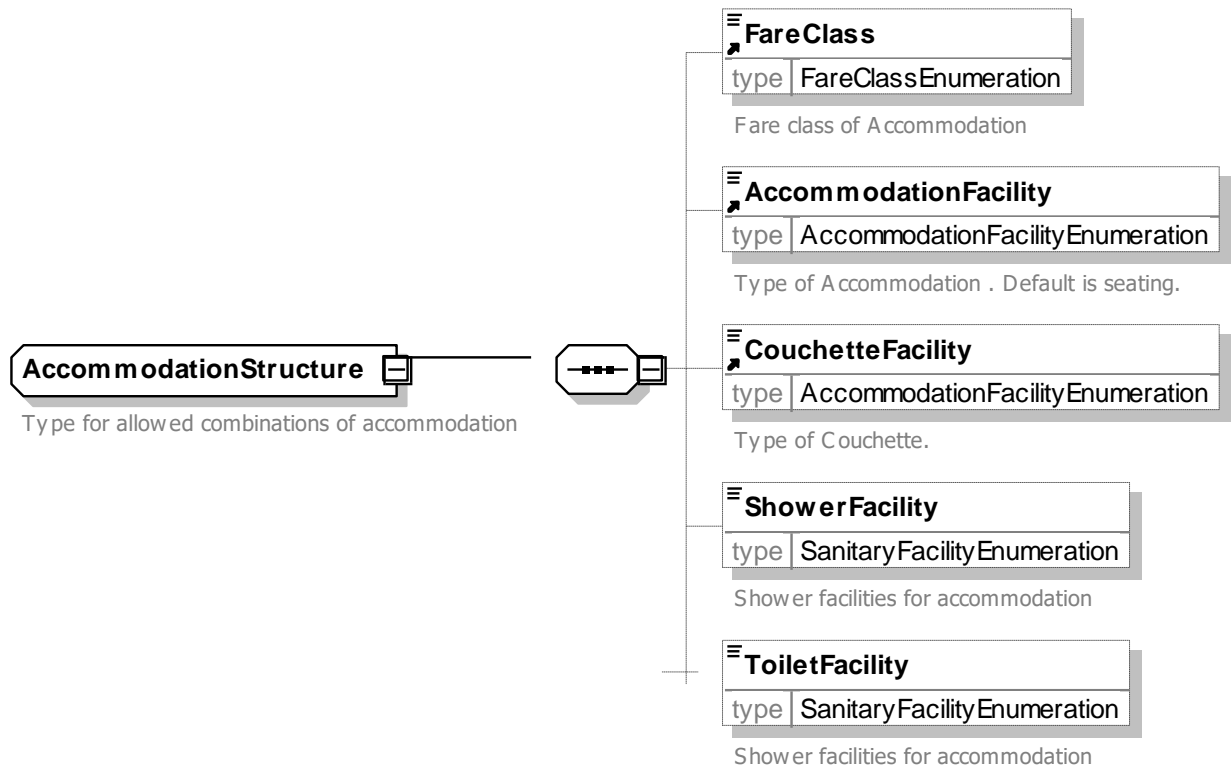 FareClass
type FareClassEnumeration
Fare class of Accommodation
AccommodationFacility
type AccommodationFacilityEnumeration
Type of Accommodation . Default is seating.
AccommodationStructure
Type for allowed combinations of accommodation
CouchetteFacility
type AccommodationFacilityEnumeration
Type of Couchette.
ShowerFacility
type SanitaryFacilityEnumeration
Shower facilities for accommodation
ToiletFacility
type SanitaryFacilityEnumeration
Shower facilities for accommodation